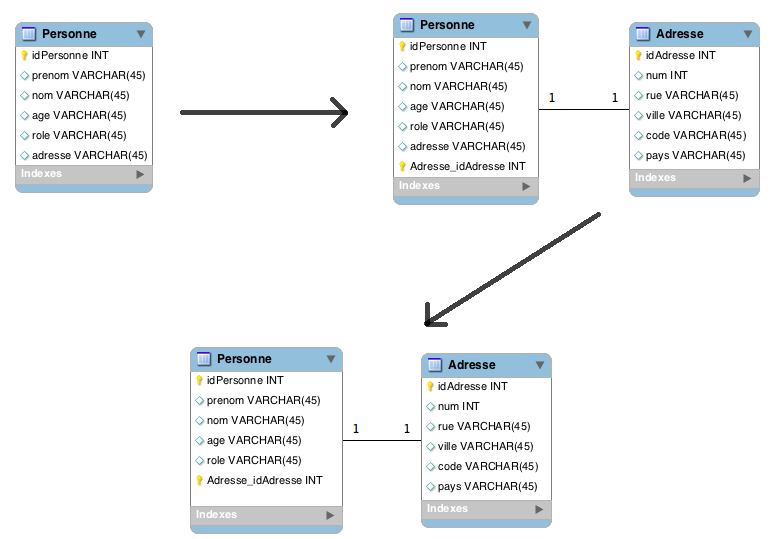 Personne
idPersonne INT
prenom VARCHAR(45)
nom VARCHAR(45)
age VARCHAR(45)
role VARCHAR(45)
adresse VARCHAR(45)
Indexes
Personne
idPersonne INT
prenom VARCHAR(45)
nom VARCHAR(45)
age VARCHAR(45)
role VARCHAR(45)
adresse VARCHAR(45)
Adresse_idAdresse INT
Indexes
1 1
Adresse
idAdresse INT
num INT
rue VARCHAR(45)
ville VARCHAR(45)
code VARCHAR(45)
pays VARCHAR(45)
Indexes
Personne
idPersonne INT
prenom VARCHAR(45)
nom VARCHAR(45)
age VARCHAR(45)
role VARCHAR(45)
Adresse_idAdresse INT
Indexes
1 1
Adresse
idAdresse INT
num INT
rue VARCHAR(45)
ville VARCHAR(45)
code VARCHAR(45)
pays VARCHAR(45)
Indexes